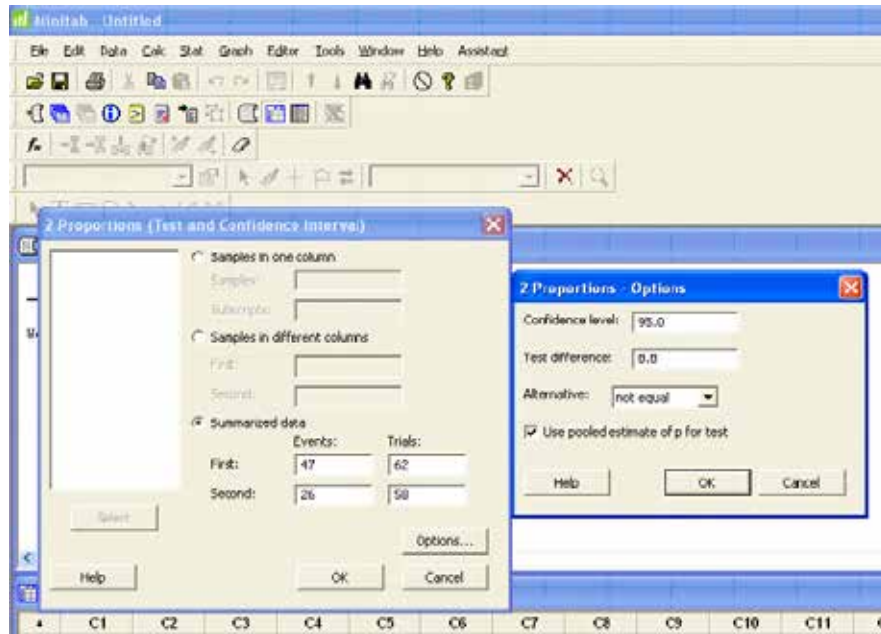 Minitab - Untitled
File Edit Data Calc Stat Graph Editor Tools Window Help Assistant
2 Proportions (Test and Confidence Interval)
Samples in one column
Samples:
Subscripts:
Samples in different columns
First:
Second:
Summarized data
Events: Trials:
First: 47 62
Second: 26 58
Select
Options...
Help OK Cancel
2 Proportions - Options
Confidence level: 95.0
Test difference: 0.0
Alternative: not equal
Use pooled estimate of p for test
Help OK Cancel
C1 C2 C3 C4 C5 C6 C7 C8 C9 C10 C11